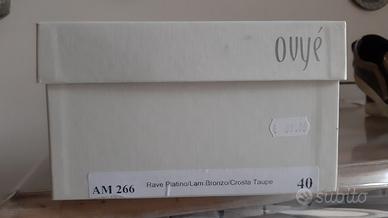 ovyé
Rave Platino/Lam.Bronzo/Crosta Taupe
AM 266
40
subito